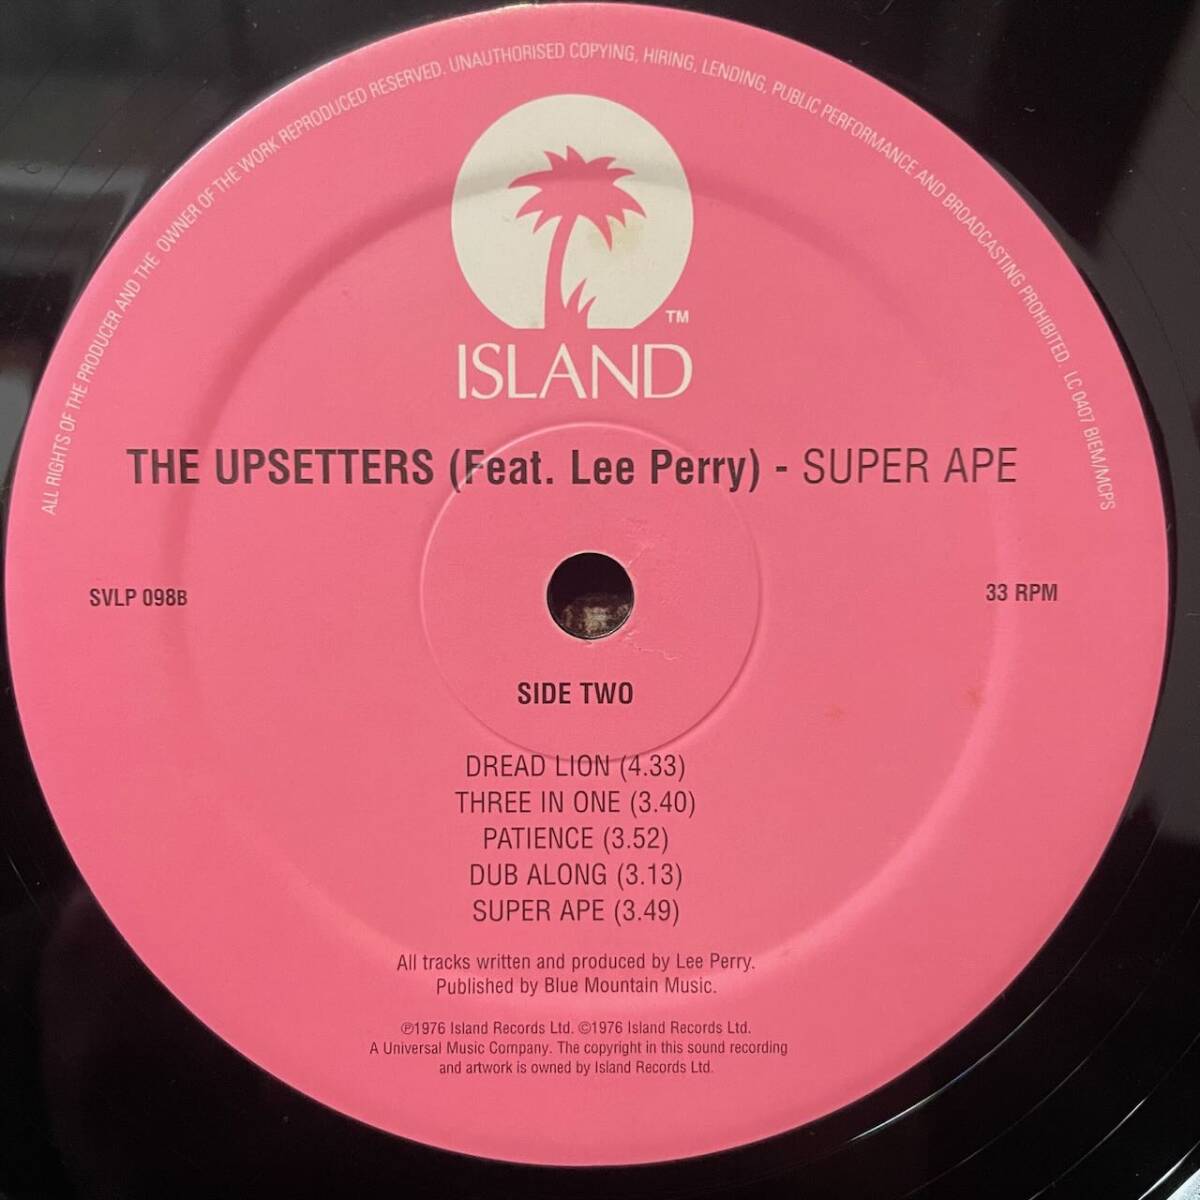 ALL RIGHTS OF THE PRODUCER AND THE OWNER OF THE WORK REPRODUCED RESERVED. UNAUTHORISED COPYING, HIRING, LENDING, PUBLIC PERFORMANCE AND BROADCASTING PROHIBITED. LC 0407 BIEM/MCPS
TM
ISLAND
THE UPSETTERS (Feat. Lee Perry) - SUPER APE
SVLP 098B
33 RPM
SIDE TWO
DREAD LION (4.33)
THREE IN ONE (3.40)
PATIENCE (3.52)
DUB ALONG (3.13)
SUPER APE (3.49)
All tracks written and produced by Lee Perry.
Published by Blue Mountain Music.
℗1976 Island Records Ltd. ©1976 Island Records Ltd.
A Universal Music Company. The copyright in this sound recording
and artwork is owned by Island Records Ltd.